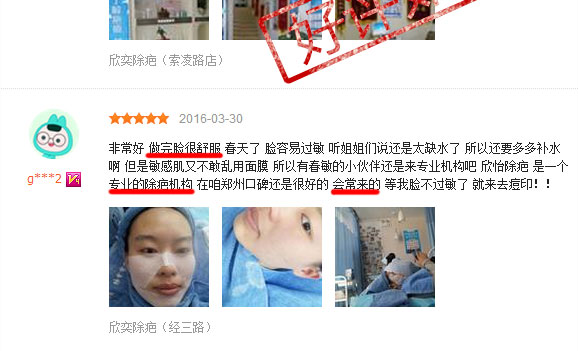 好评
欣奕除疤（索凌路店）
2016-03-30
非常好 做完脸很舒服 春天了 脸容易过敏 听姐姐们说还是太缺水了 所以还要多多补水
啊 但是敏感肌又不敢乱用面膜 所以有春敏的小伙伴还是来专业机构吧 欣怡除疤 是一个
g***2
专业的除疤机构 在咱郑州口碑还是很好的 会常来的 等我脸不过敏了 就来去痘印！！
欣奕除疤（经三路）